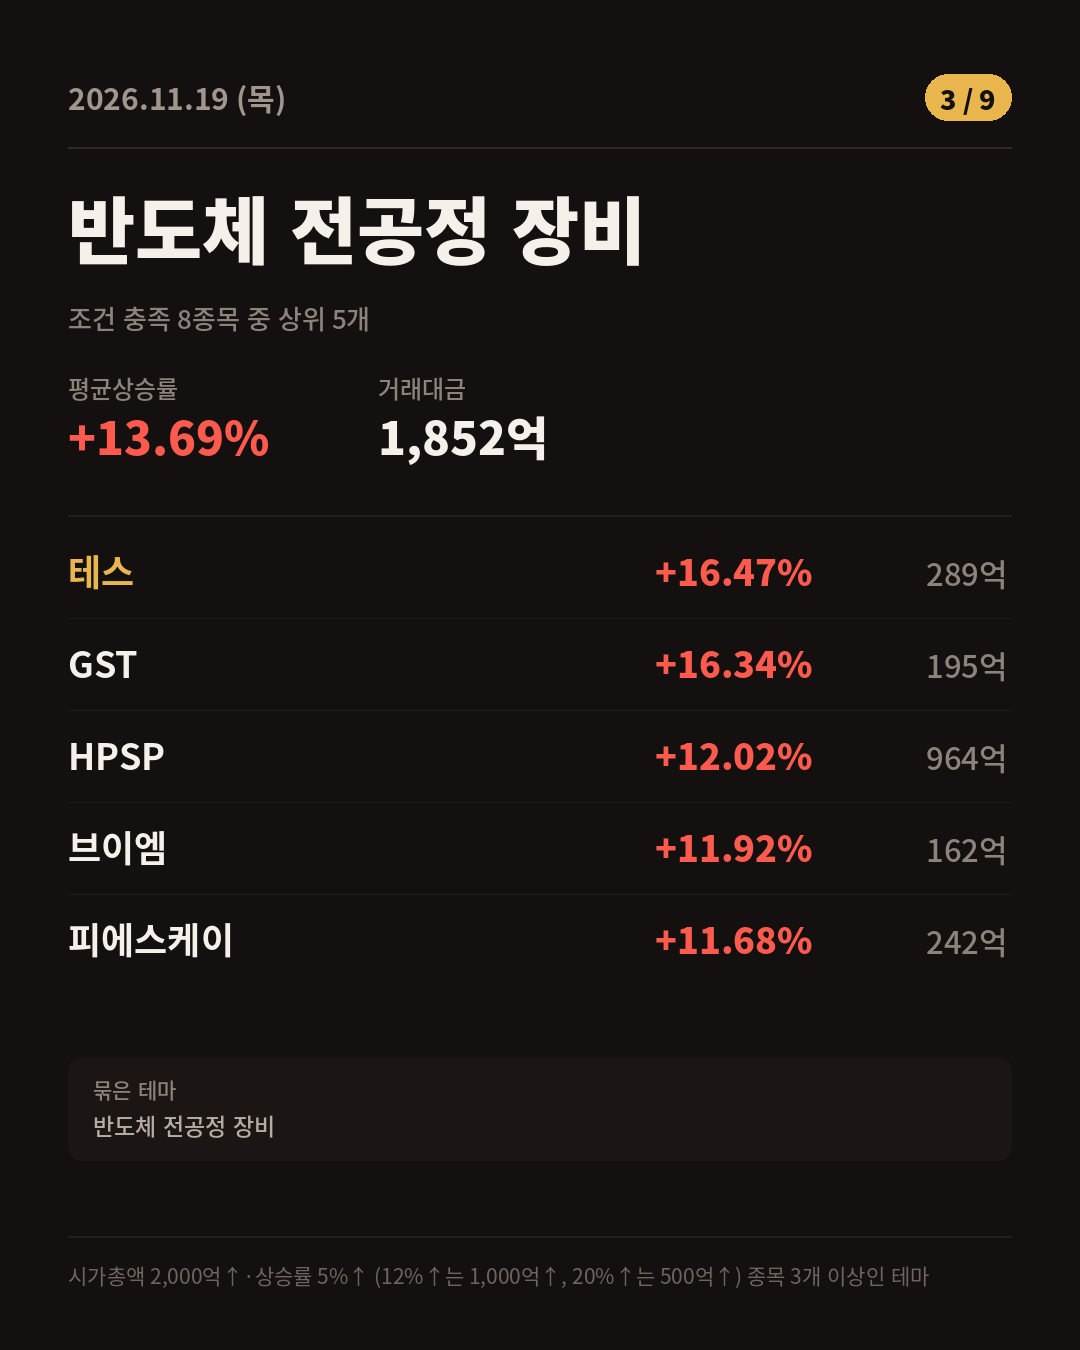 2026.11.19 (목)
3 / 9
반도체 전공정 장비
조건 충족 8종목 중 상위 5개
평균상승률 거래대금
+13.69% 1,852억
테스 +16.47% 289억
GST +16.34% 195억
HPSP +12.02% 964억
브이엠 +11.92% 162억
피에스케이 +11.68% 242억
묶은 테마
반도체 전공정 장비
시가총액 2,000억↑ · 상승률 5%↑ (12%↑는 1,000억↑, 20%↑는 500억↑) 종목 3개 이상인 테마